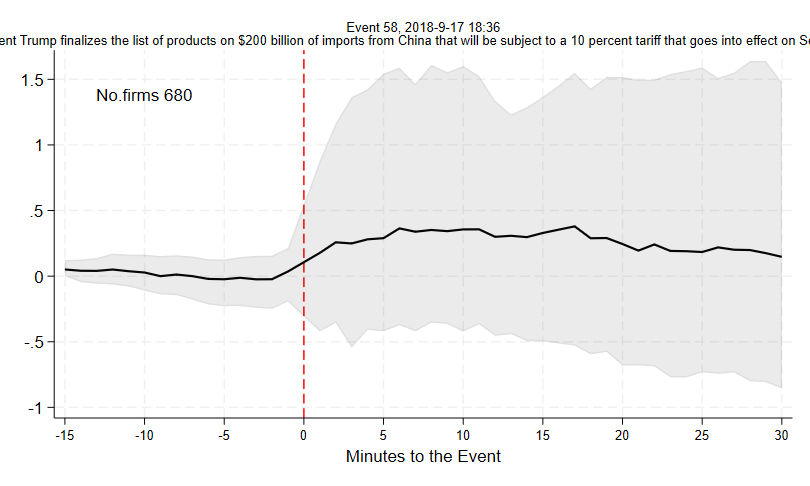 Event 58, 2018-9-17 18:36
ent Trump finalizes the list of products on $200 billion of imports from China that will be subject to a 10 percent tariff that goes into effect on Se
No.firms 680
1.5
1
.5
0
-.5
-1
-15 -10 -5 0 5 10 15 20 25 30
Minutes to the Event